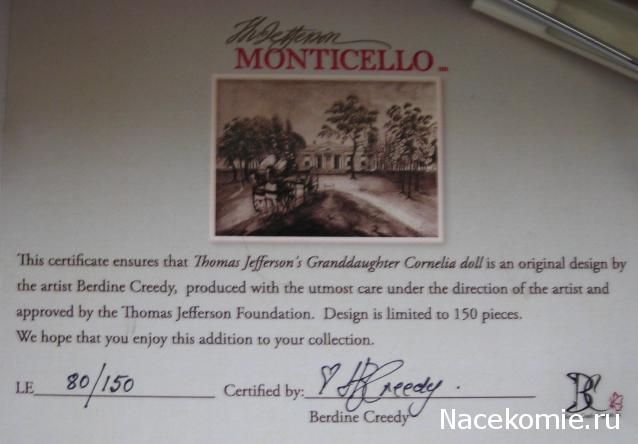 Th Jefferson
MONTICELLO
This certificate ensures that Thomas Jefferson's Granddaughter Cornelia doll is an original design by
the artist Berdine Creedy, produced with the utmost care under the direction of the artist and
approved by the Thomas Jefferson Foundation. Design is limited to 150 pieces.
We hope that you enjoy this addition to your collection.
LE 80/150 Certified by: HBCreedy.
Berdine Creedy
BC
Nacekomie.ru